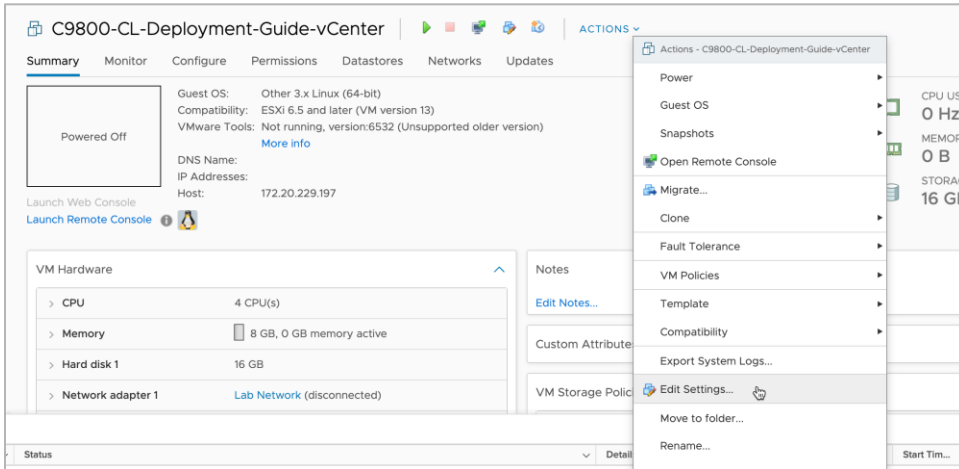 C9800-CL-Deployment-Guide-vCenter
ACTIONS
Summary Monitor Configure Permissions Datastores Networks Updates
Powered Off
Guest OS: Other 3.x Linux (64-bit)
Compatibility: ESXi 6.5 and later (VM version 13)
VMware Tools: Not running, version:6532 (Unsupported older version)
More info
DNS Name:
IP Addresses:
Host: 172.20.229.197
Launch Web Console
Launch Remote Console
VM Hardware
CPU 4 CPU(s)
Memory 8 GB, 0 GB memory active
Hard disk 1 16 GB
Network adapter 1 Lab Network (disconnected)
Notes
Edit Notes...
Custom Attribute
VM Storage Polic
Actions - C9800-CL-Deployment-Guide-vCenter
Power
Guest OS
Snapshots
Open Remote Console
Migrate...
Clone
Fault Tolerance
VM Policies
Template
Compatibility
Export System Logs...
Edit Settings...
Move to folder...
Rename...
CPU US
0 Hz
MEMOR
0 B
STORAG
16 GB
Status Detail Start Tim...